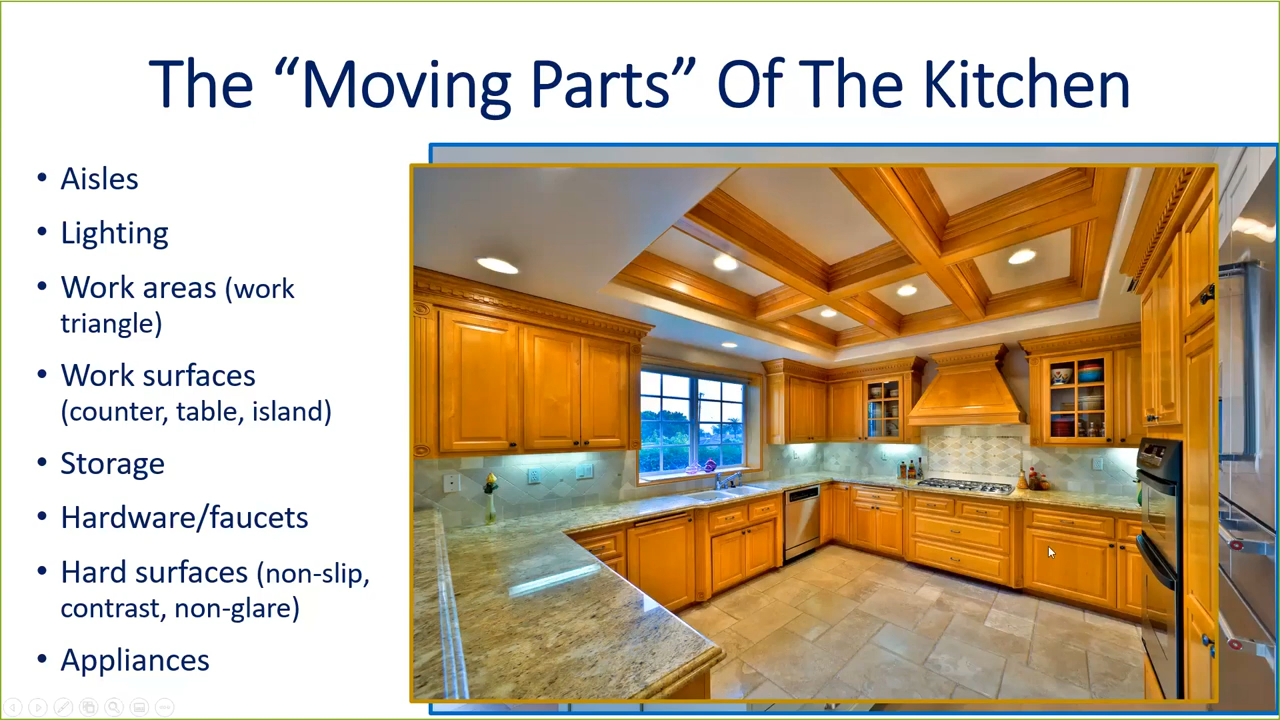 The “Moving Parts” Of The Kitchen
• Aisles
• Lighting
• Work areas (work
triangle)
• Work surfaces
(counter, table, island)
• Storage
• Hardware/faucets
• Hard surfaces (non-slip,
contrast, non-glare)
• Appliances